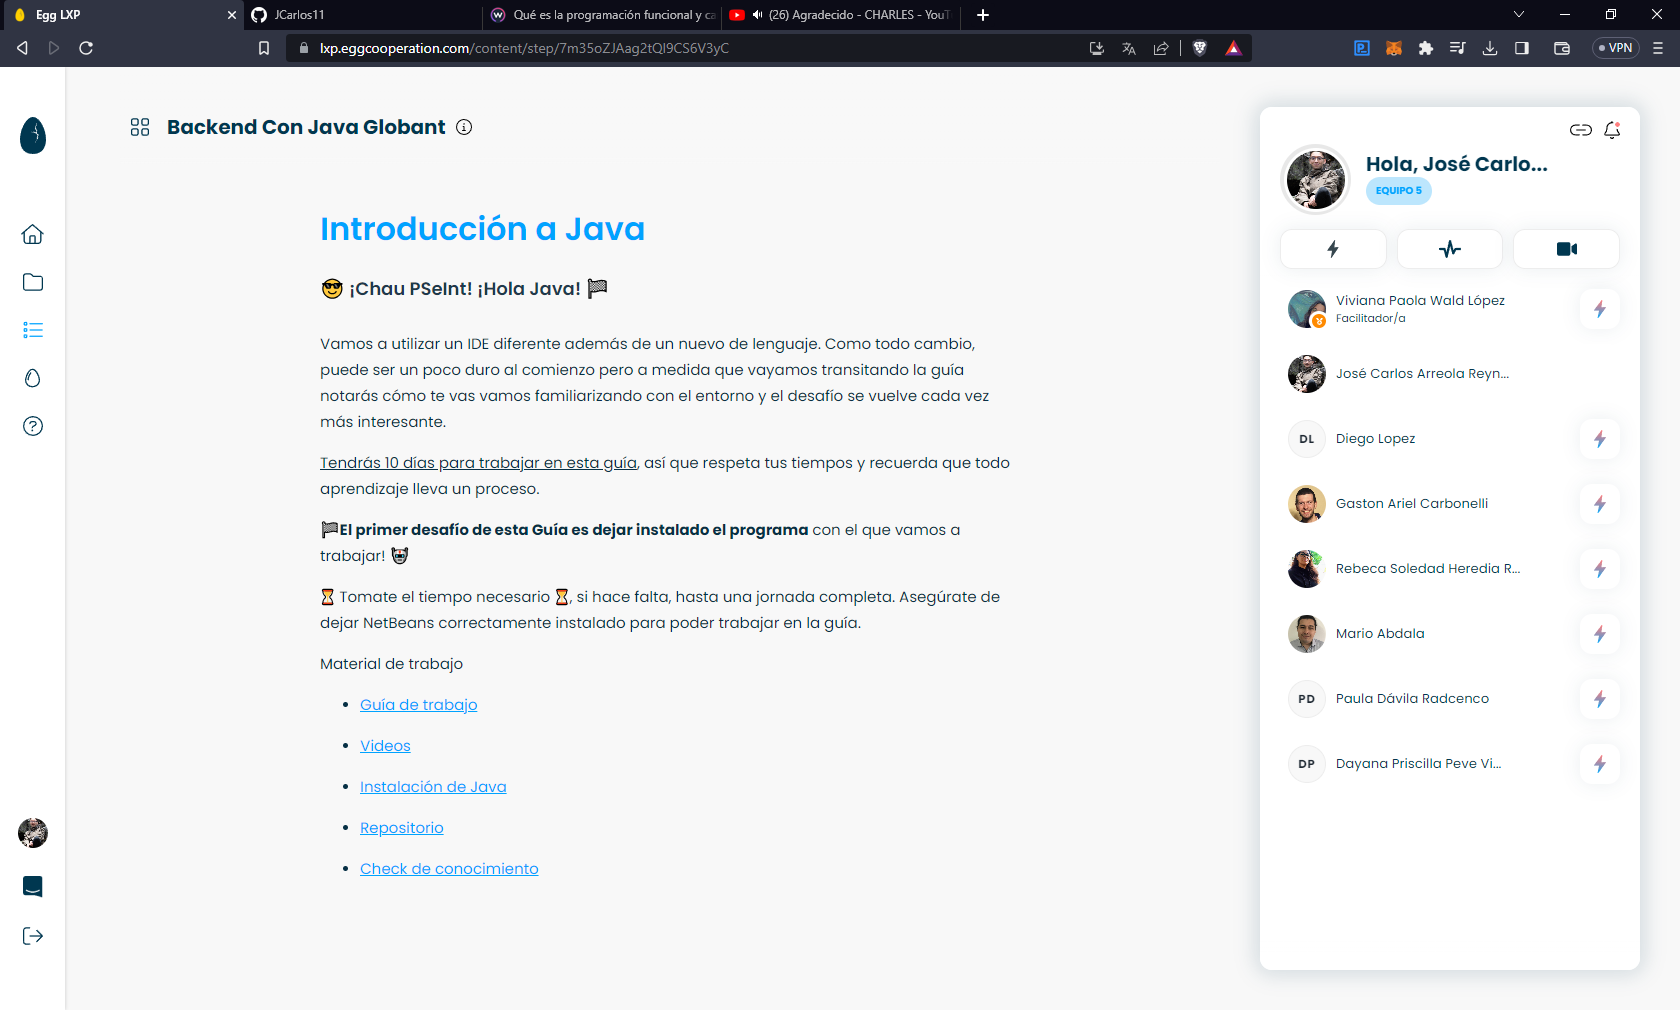 Egg LXP
JCarlos11
Qué es la programación funcional y ca
(26) Agradecido - CHARLES - YouT
lxp.eggcooperation.com/content/step/7m35oZJAag2tQI9CS6V3yC
VPN
Backend Con Java Globant
Introducción a Java
😎 ¡Chau PSeInt! ¡Hola Java! 🏁
Vamos a utilizar un IDE diferente además de un nuevo de lenguaje. Como todo cambio,
puede ser un poco duro al comienzo pero a medida que vayamos transitando la guía
notarás cómo te vas vamos familiarizando con el entorno y el desafío se vuelve cada vez
más interesante.
Tendrás 10 días para trabajar en esta guía, así que respeta tus tiempos y recuerda que todo
aprendizaje lleva un proceso.
🏁El primer desafío de esta Guía es dejar instalado el programa con el que vamos a
trabajar! 🤖
⏳ Tomate el tiempo necesario ⏳, si hace falta, hasta una jornada completa. Asegúrate de
dejar NetBeans correctamente instalado para poder trabajar en la guía.
Material de trabajo
• Guía de trabajo
• Videos
• Instalación de Java
• Repositorio
• Check de conocimiento
Hola, José Carlo...
EQUIPO 5
Viviana Paola Wald López
Facilitador/a
José Carlos Arreola Reyn...
DL Diego Lopez
Gaston Ariel Carbonelli
Rebeca Soledad Heredia R...
Mario Abdala
PD Paula Dávila Radcenco
DP Dayana Priscilla Peve Vi...